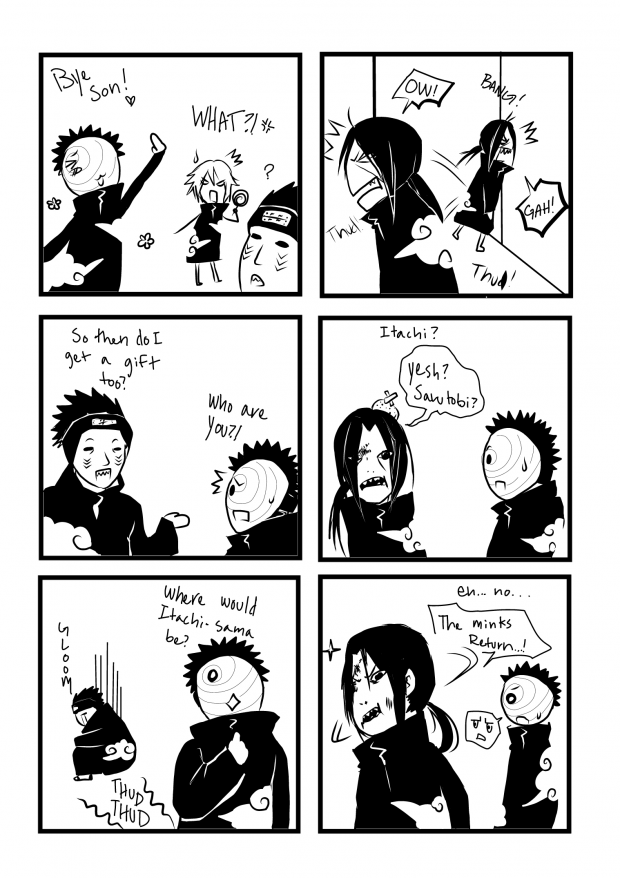 Bye
son!
WHAT?!
?
So then do I
get a gift
too?
Who are
you?!
Where would
Itachi-sama
be?
GLOOM
THUD
THUD
OW!
BANG!
GAH!
Thud!
Thud!
Itachi?
yesh?
Sarutobi?
eh... no...
The minks
Return...!